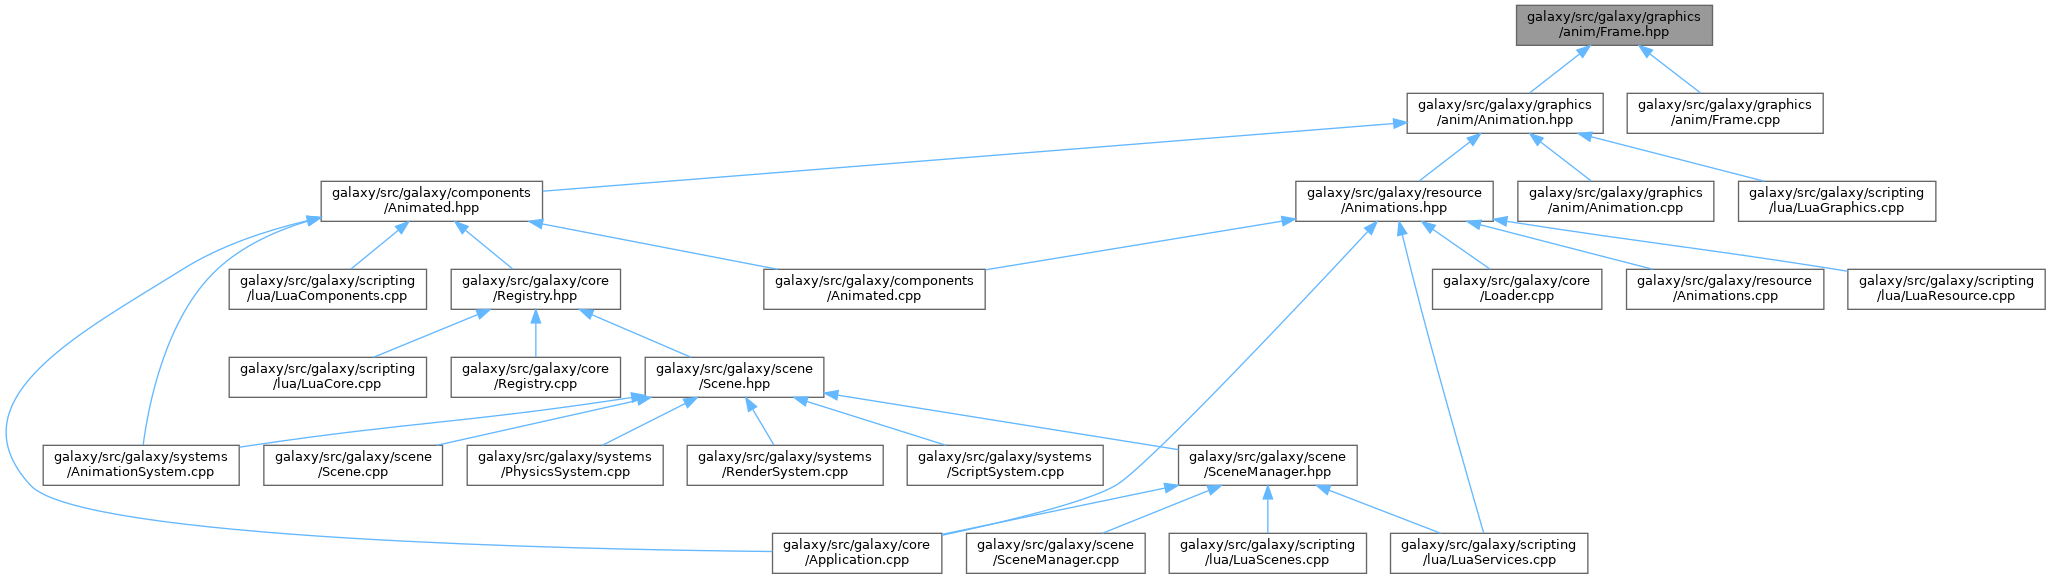 galaxy/src/galaxy/graphics
/anim/Frame.hpp
galaxy/src/galaxy/graphics
/anim/Animation.hpp
galaxy/src/galaxy/graphics
/anim/Frame.cpp
galaxy/src/galaxy/components
/Animated.hpp
galaxy/src/galaxy/resource
/Animations.hpp
galaxy/src/galaxy/graphics
/anim/Animation.cpp
galaxy/src/galaxy/scripting
/lua/LuaGraphics.cpp
galaxy/src/galaxy/scripting
/lua/LuaComponents.cpp
galaxy/src/galaxy/core
/Registry.hpp
galaxy/src/galaxy/components
/Animated.cpp
galaxy/src/galaxy/core
/Loader.cpp
galaxy/src/galaxy/resource
/Animations.cpp
galaxy/src/galaxy/scripting
/lua/LuaResource.cpp
galaxy/src/galaxy/scripting
/lua/LuaCore.cpp
galaxy/src/galaxy/core
/Registry.cpp
galaxy/src/galaxy/scene
/Scene.hpp
galaxy/src/galaxy/systems
/AnimationSystem.cpp
galaxy/src/galaxy/scene
/Scene.cpp
galaxy/src/galaxy/systems
/PhysicsSystem.cpp
galaxy/src/galaxy/systems
/RenderSystem.cpp
galaxy/src/galaxy/systems
/ScriptSystem.cpp
galaxy/src/galaxy/scene
/SceneManager.hpp
galaxy/src/galaxy/core
/Application.cpp
galaxy/src/galaxy/scene
/SceneManager.cpp
galaxy/src/galaxy/scripting
/lua/LuaScenes.cpp
galaxy/src/galaxy/scripting
/lua/LuaServices.cpp